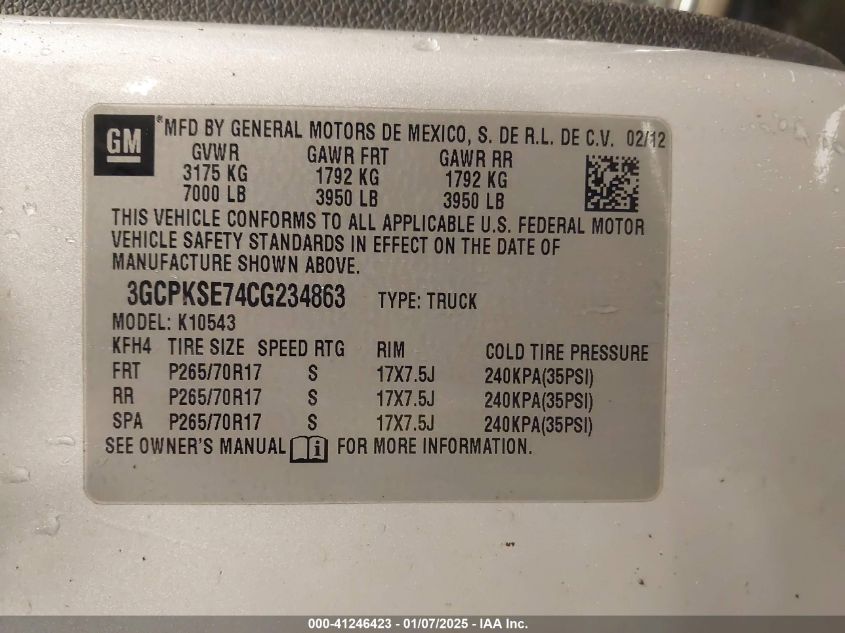 GM ® MFD BY GENERAL MOTORS DE MEXICO, S. DE R.L. DE C.V. 02/12
GVWR GAWR FRT GAWR RR
3175 KG 1792 KG 1792 KG
7000 LB 3950 LB 3950 LB
THIS VEHICLE CONFORMS TO ALL APPLICABLE U.S. FEDERAL MOTOR
VEHICLE SAFETY STANDARDS IN EFFECT ON THE DATE OF
MANUFACTURE SHOWN ABOVE.
3GCPKSE74CG234863 TYPE: TRUCK
MODEL: K10543
KFH4 TIRE SIZE SPEED RTG RIM COLD TIRE PRESSURE
FRT P265/70R17 S 17X7.5J 240KPA(35PSI)
RR P265/70R17 S 17X7.5J 240KPA(35PSI)
SPA P265/70R17 S 17X7.5J 240KPA(35PSI)
SEE OWNER'S MANUAL i FOR MORE INFORMATION.
000-41246423 - 01/07/2025 - IAA Inc.